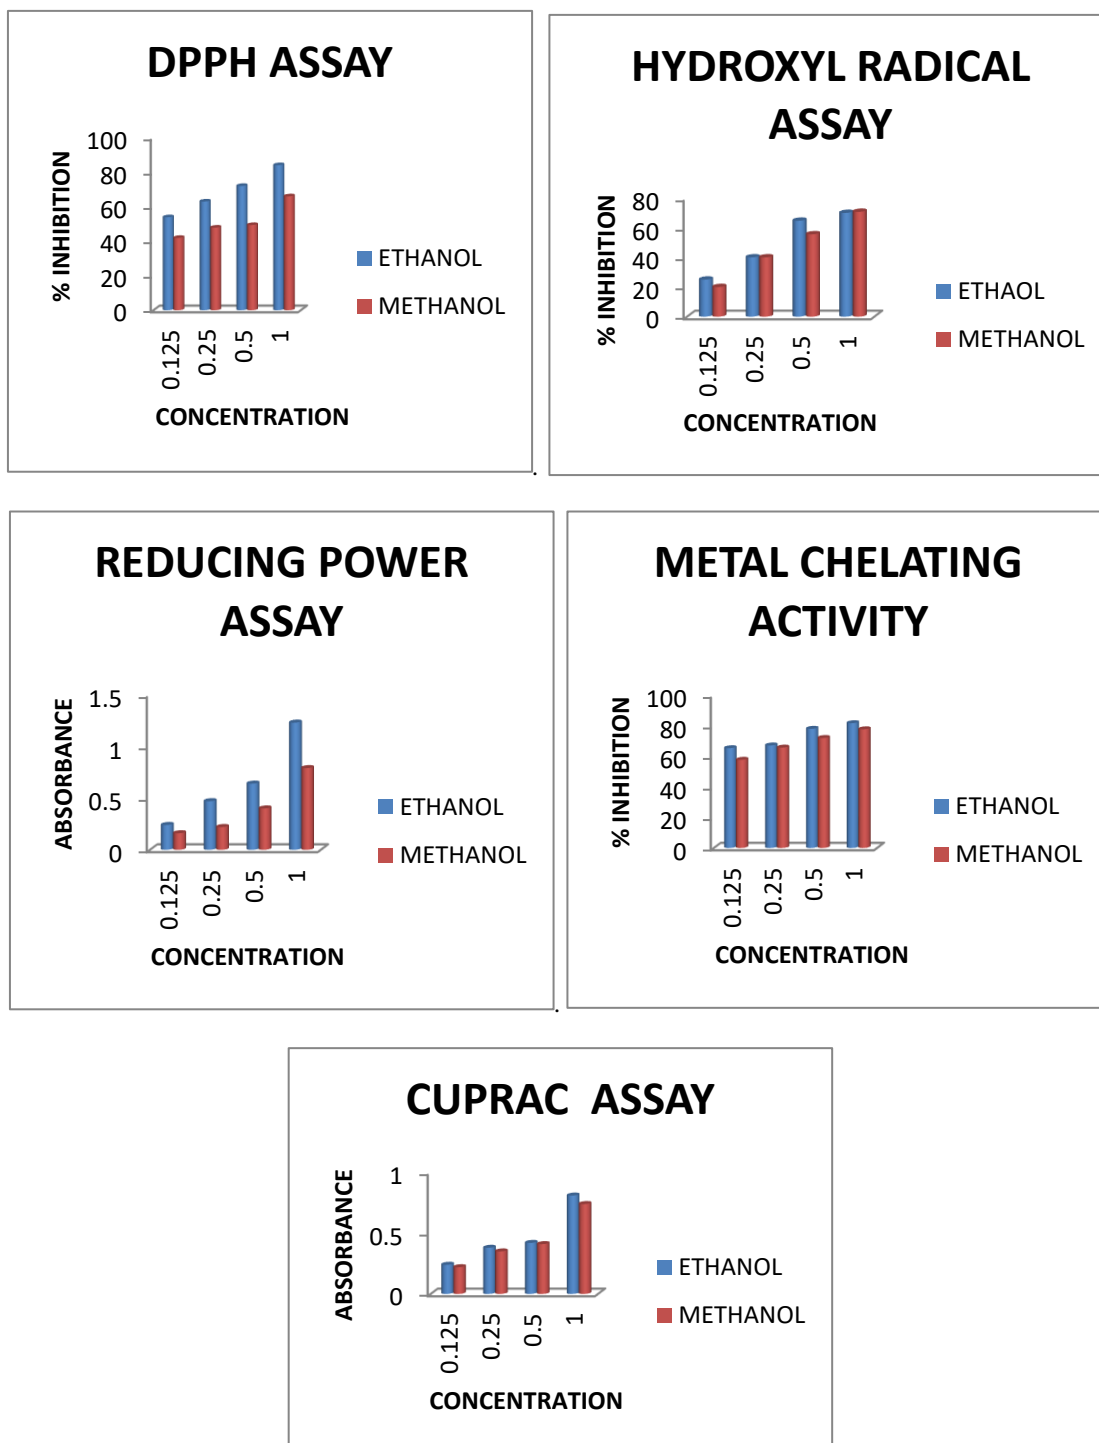 DPPH ASSAY
% INHIBITION
100
80
60
40
20
0
0.125
0.25
0.5
1
CONCENTRATION
ETHANOL
METHANOL
.
HYDROXYL RADICAL
ASSAY
% INHIBITION
80
60
40
20
0
0.125
0.25
0.5
1
CONCENTRATION
ETHAOL
METHANOL
REDUCING POWER
ASSAY
ABSORBANCE
1.5
1
0.5
0
0.125
0.25
0.5
1
CONCENTRATION
ETHANOL
METHANOL
.
METAL CHELATING
ACTIVITY
% INHIBITION
100
80
60
40
20
0
0.125
0.25
0.5
1
CONCENTRATION
ETHANOL
METHANOL
CUPRAC  ASSAY
ABSORBANCE
1
0.5
0
0.125
0.25
0.5
1
CONCENTRATION
ETHANOL
METHANOL